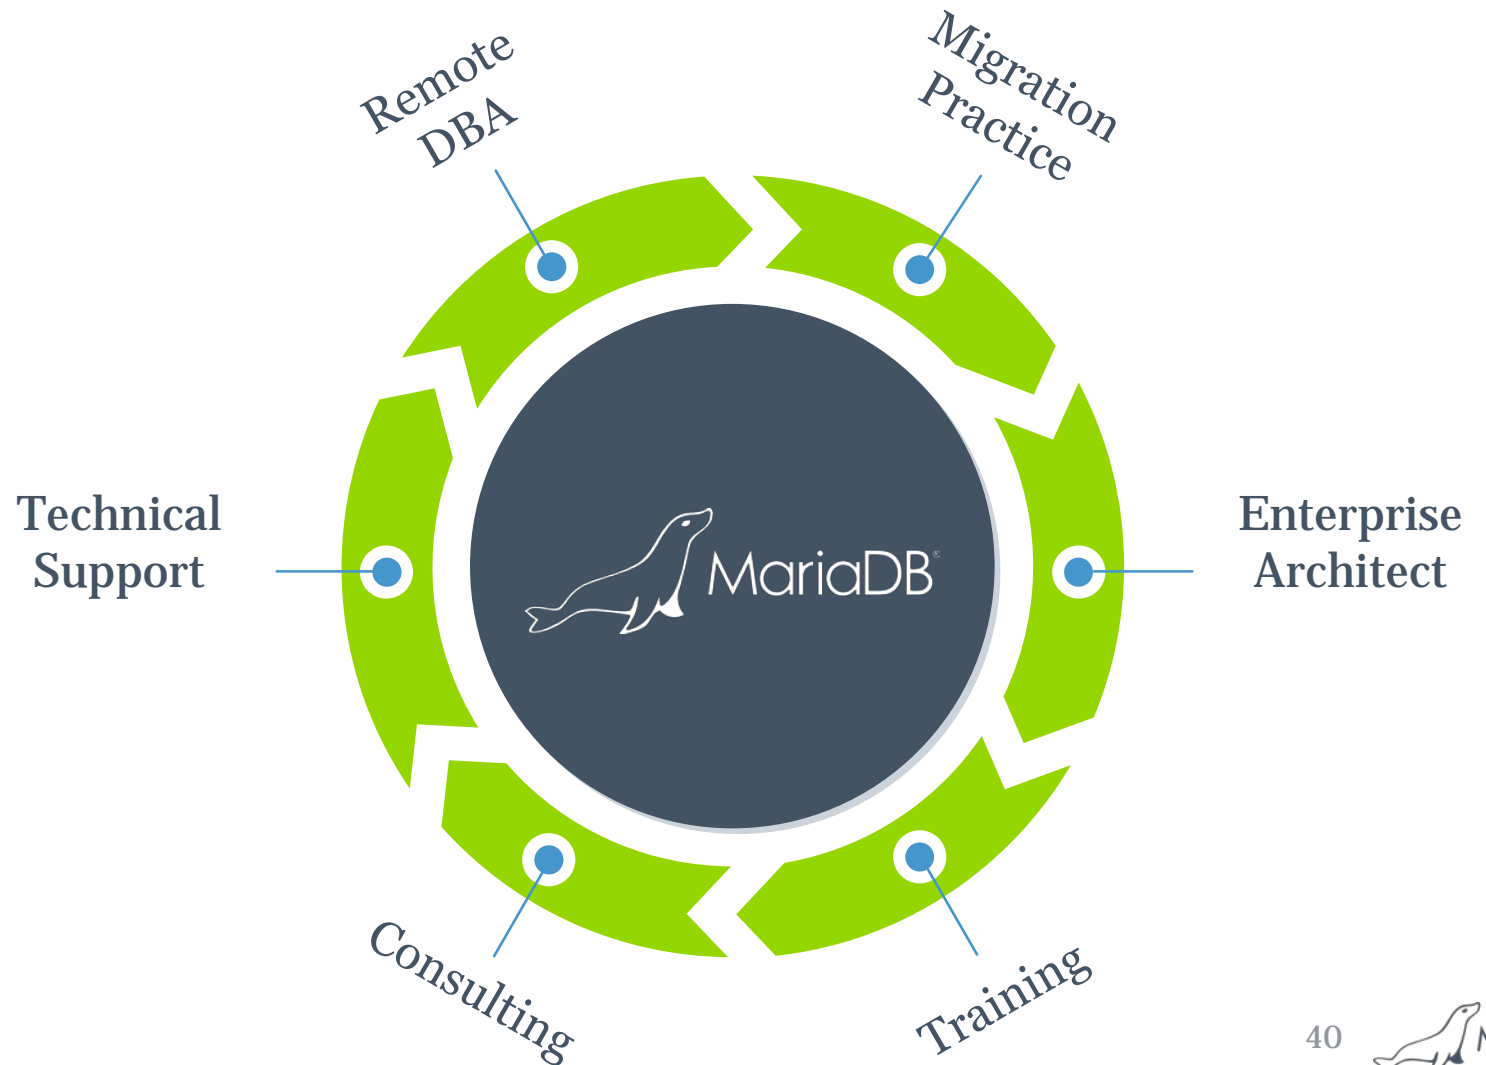 Remote
DBA
Migration
Practice
Technical
Support
MariaDB®
Enterprise
Architect
Consulting
Training
40